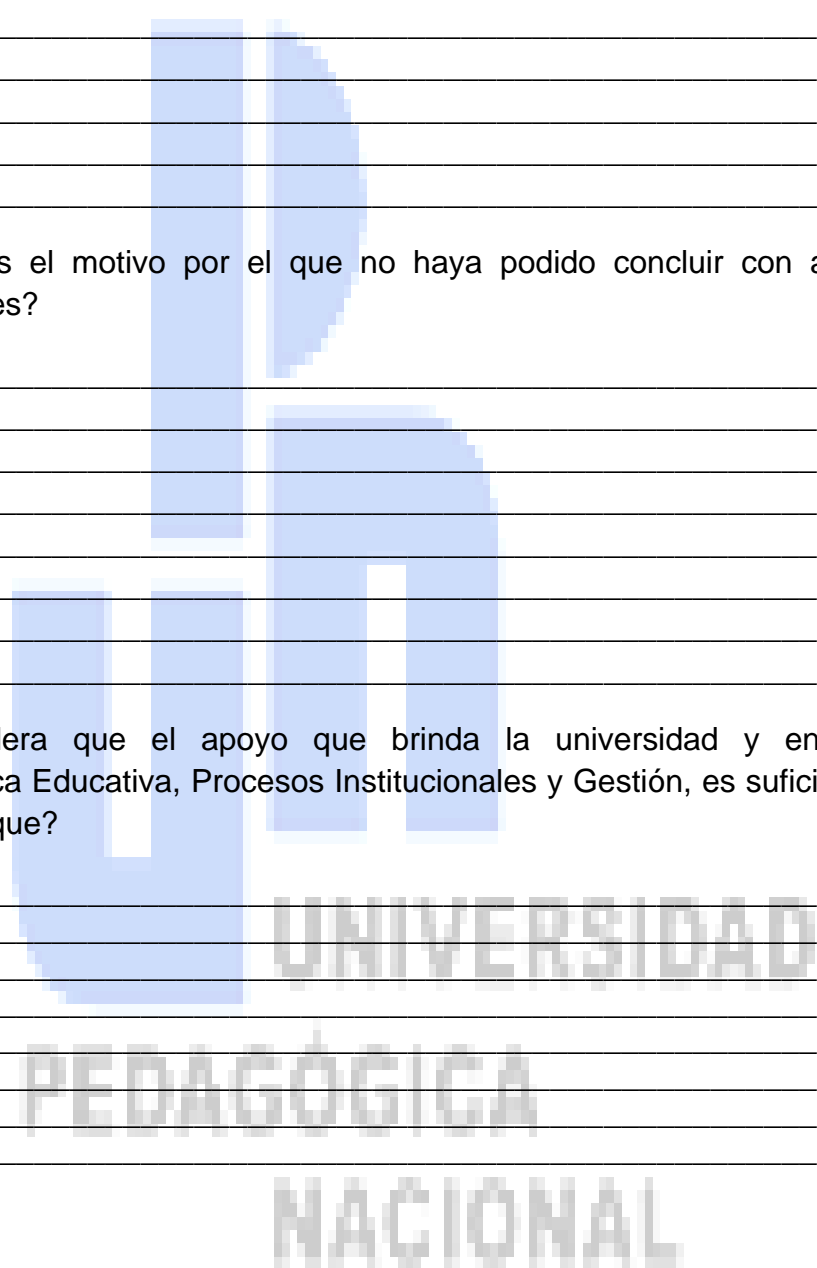 s el motivo por el que no haya podido concluir con a
es?
lera que el apoyo que brinda la universidad y en
ca Educativa, Procesos Institucionales y Gestión, es sufici
que?
UNIVERSIDAD
PEDAGÓGICA
NACIONAL